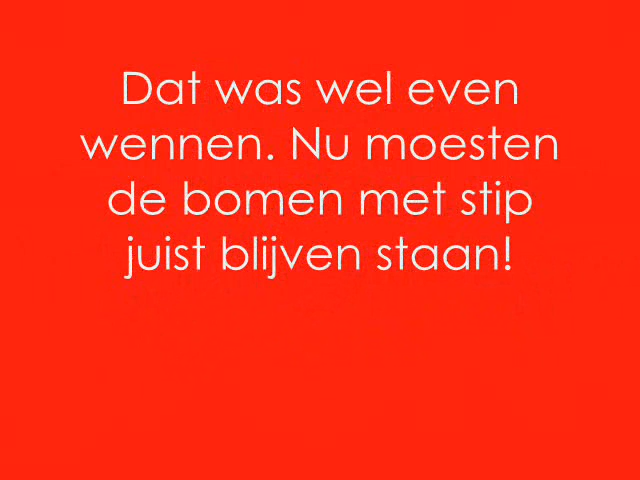 Dat was wel even
wennen. Nu moesten
de bomen met stip
juist blijven staan!